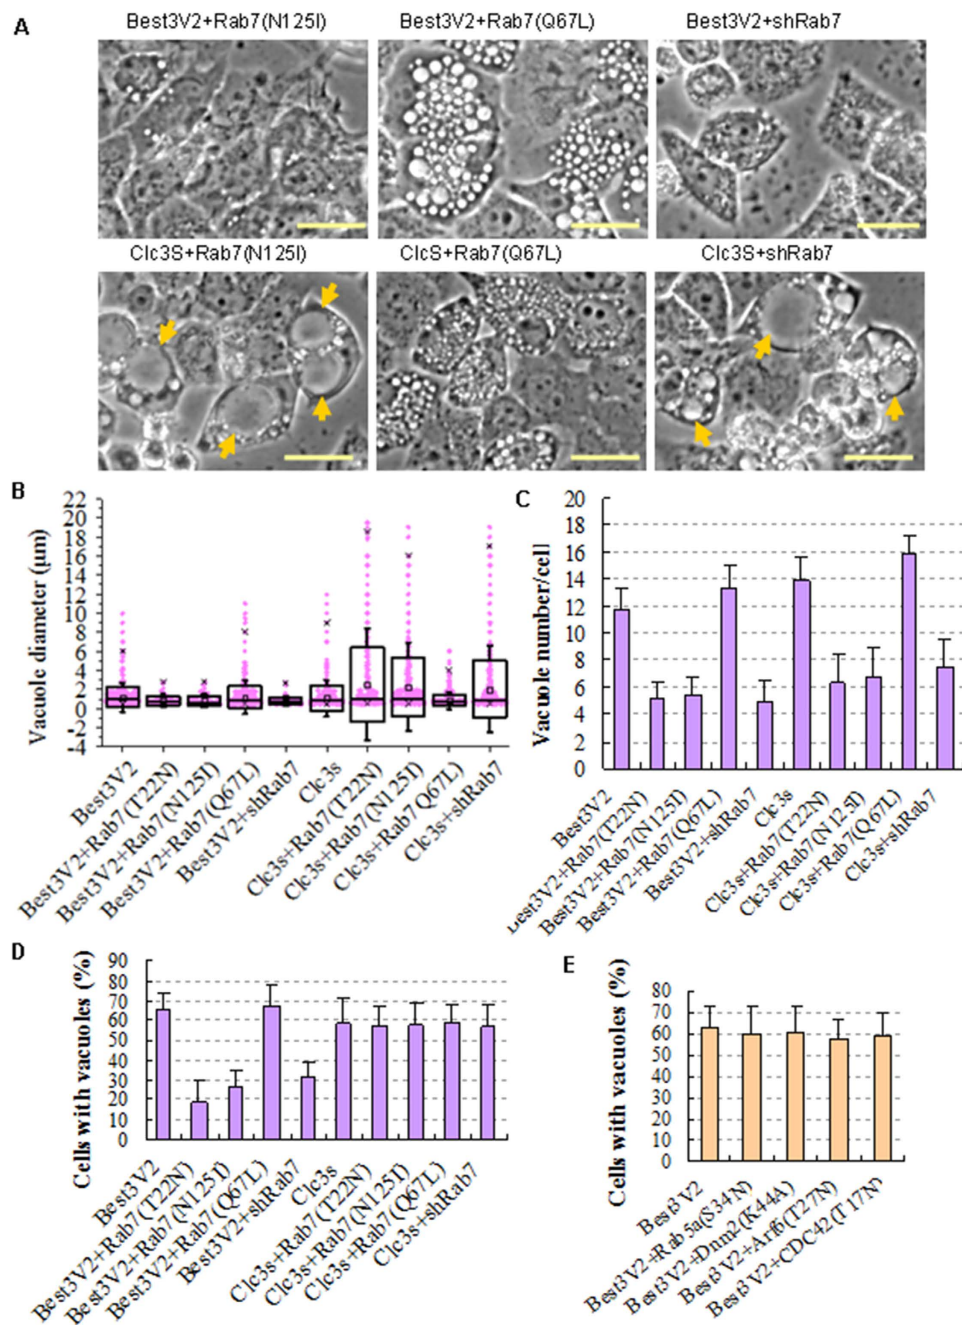 A
Best3V2+Rab7(N125I) Best3V2+Rab7(Q67L) Best3V2+shRab7
Clc3S+Rab7(N125I) ClcS+Rab7(Q67L) Clc3S+shRab7
B
Vacuole diameter (µm)
22
20
18
16
14
12
10
8
6
4
2
0
-2
-4
Best3V2
Best3V2+Rab7(T22N)
Best3V2+Rab7(N125I)
Best3V2+Rab7(Q67L)
Best3V2+shRab7
Clc3s
Clc3s+Rab7(T22N)
Clc3s+Rab7(N125I)
Clc3s+Rab7Q67L)
Clc3s+shRab7
C
Vacuole number/cell
20
18
16
14
12
10
8
6
4
2
0
Best3V2
Best3V2+Rab7(T22N)
Best3V2+Rab7(N125I)
Best3V2+Rab7(Q67L)
Best3V2+shRab7
Clc3s
Clc3s+Rab7(T22N)
Clc3s+Rab7(N125I)
Clc3s+Rab7(Q67L)
Clc3s+shRab7
D
Cells with vacuoles (%)
90
80
70
60
50
40
30
20
10
0
Best3V2
Best3V2+Rab7(T22N)
Best3V2+Rab7(N125I)
Best3V2+Rab7(Q67L)
Best3V2+shRab7
Clc3s
Clc3s+Rab7(T22N)
Clc3s+Rab7(N125I)
Clc3s+Rab7(Q67L)
Clc3s+shRab7
E
Cells with vacuoles (%)
80
70
60
50
40
30
20
10
0
Best3V2
Best3V2+Rab5a(S34N)
Best3V2+Dnm2(K44A)
Best3V2+Arf6(T27N)
Best3V2+CDC42(T17N)